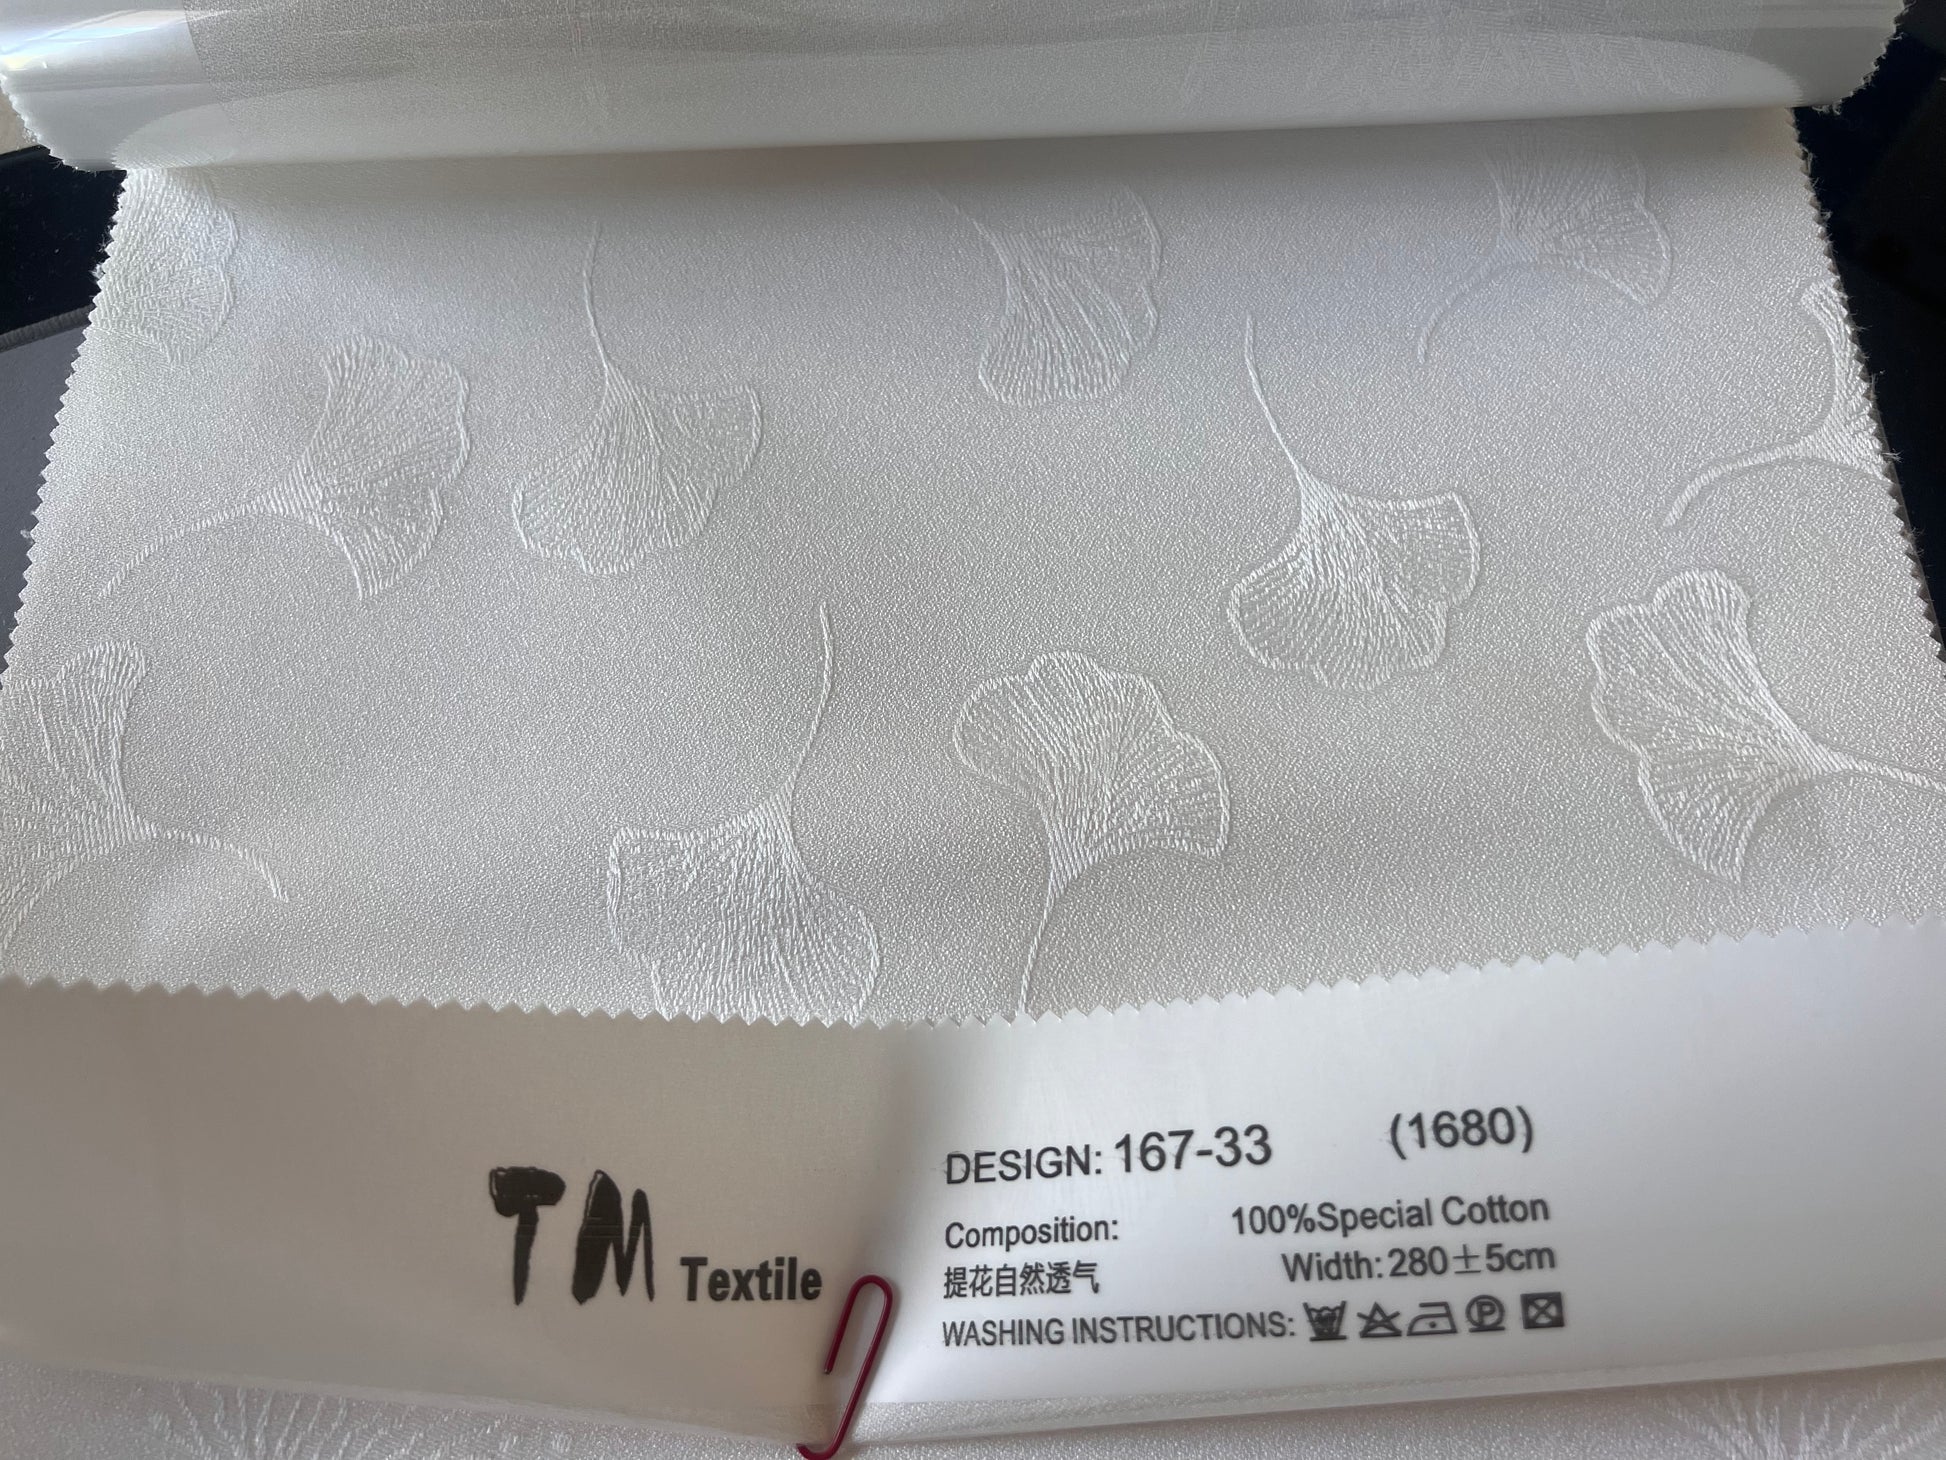 TM Textile
DESIGN: 167-33 (1680)
Composition: 100%Special Cotton
提花自然透气 Width: 280±5cm
WASHING INSTRUCTIONS: P